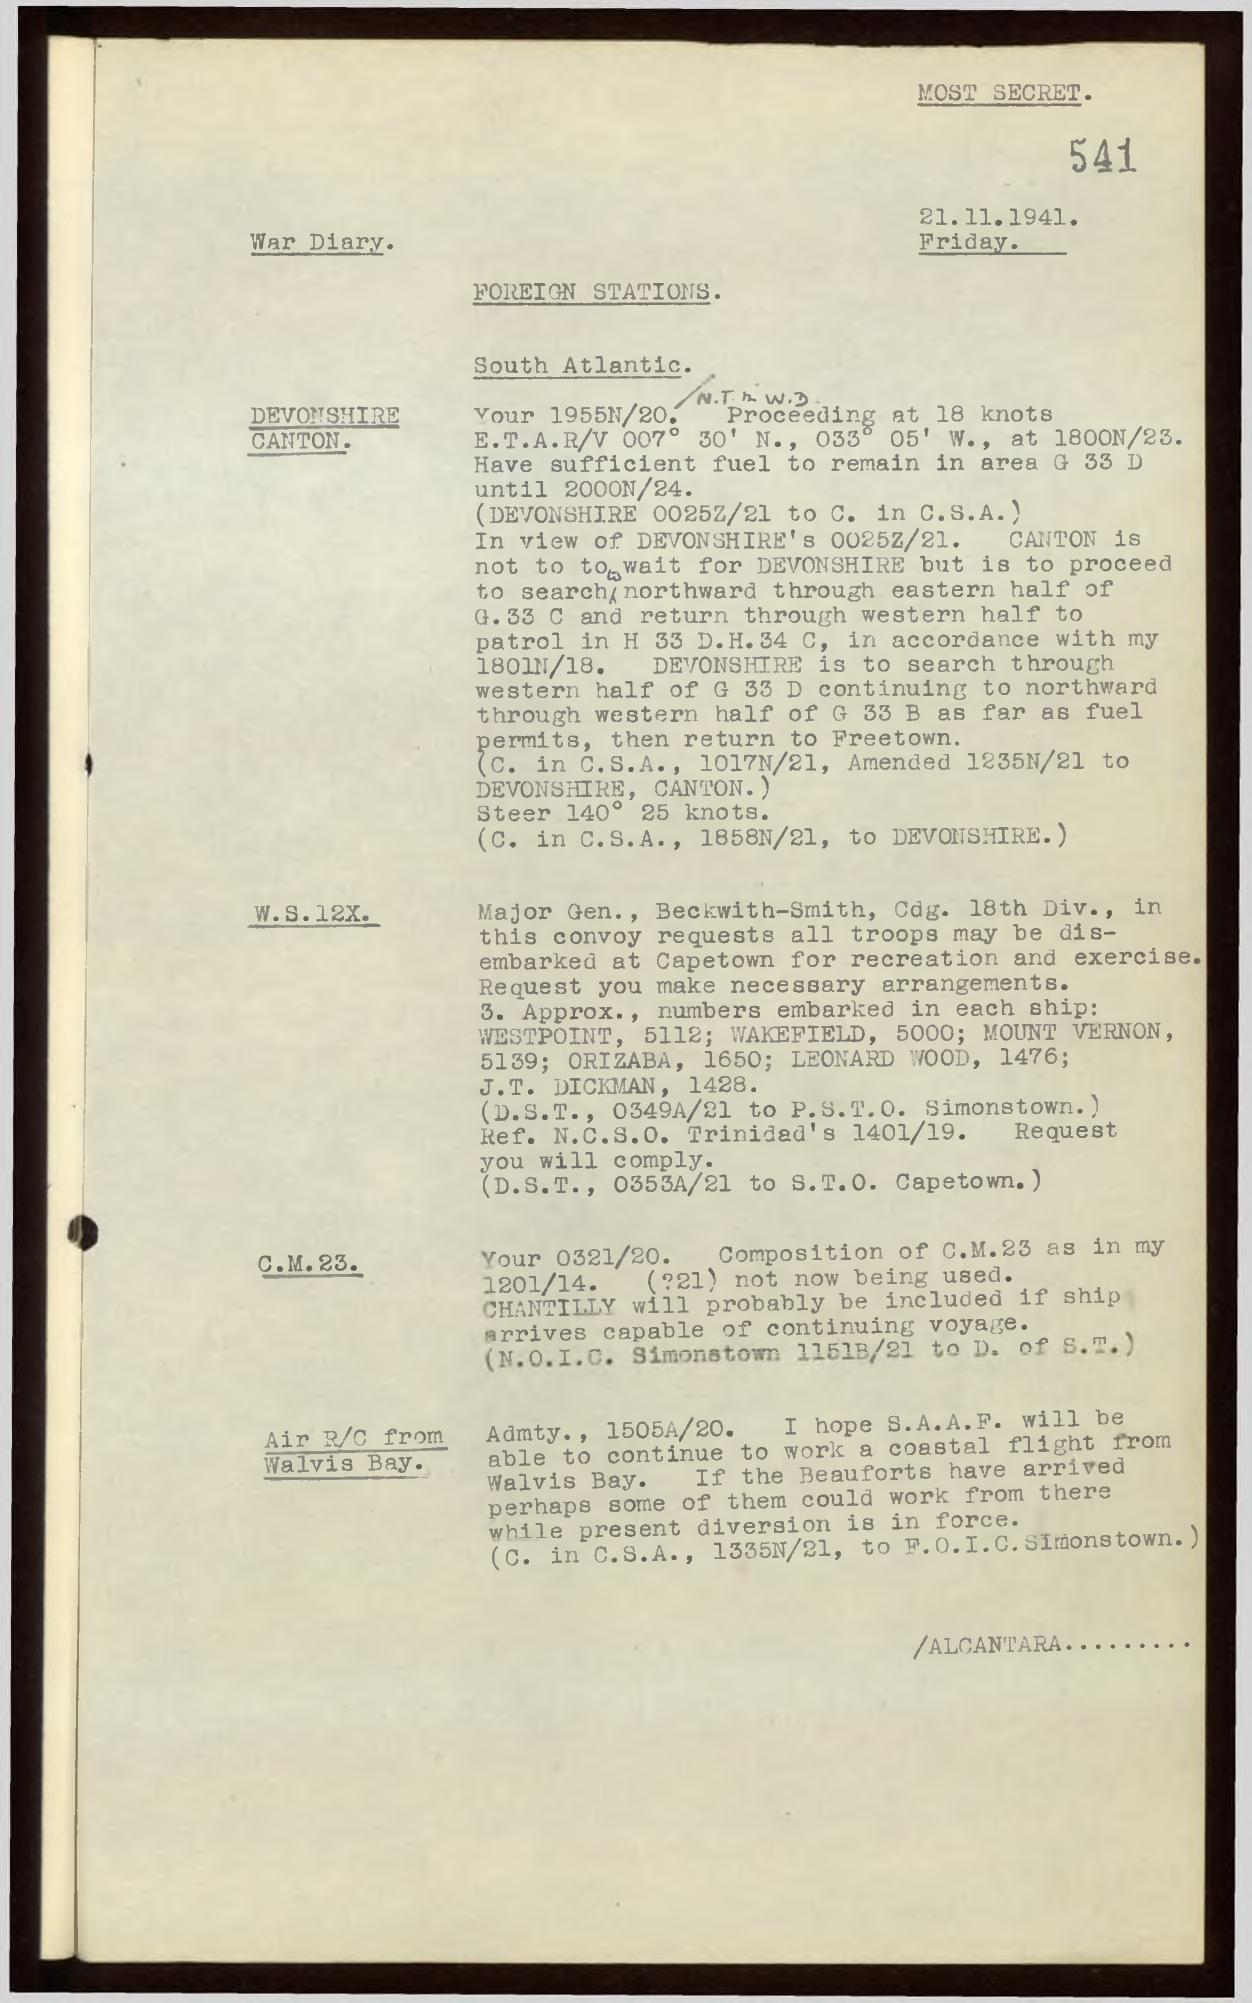 MOST SECRET.
541
21.11.1941.
War Diary.
Friday.
FOREIGN STATIONS.
South Atlantic.
N.T. in W.D.
DEVONSHIRE
CANTON.
Your 1955N/20. Proceeding at 18 knots
E.T.A.R/V 007° 30' N., 033° 05' W., at 1800N/23.
Have sufficient fuel to remain in area G 33 D
until 2000N/24.
(DEVONSHIRE 0025Z/21 to C. in C.S.A.)
In view of DEVONSHIRE's 0025Z/21. CANTON is
not to to wait for DEVONSHIRE but is to proceed
to search northward through eastern half of
G.33 C and return through western half to
patrol in H 33 D.H.34 C, in accordance with my
1801N/18. DEVONSHIRE is to search through
western half of G 33 D continuing to northward
through western half of G 33 B as far as fuel
permits, then return to Freetown.
(C. in C.S.A., 1017N/21, Amended 1235N/21 to
DEVONSHIRE, CANTON.)
Steer 140° 25 knots.
(C. in C.S.A., 1858N/21, to DEVONSHIRE.)
W.S.12X.
Major Gen., Beckwith-Smith, Cdg. 18th Div., in
this convoy requests all troops may be dis-
embarked at Capetown for recreation and exercise.
Request you make necessary arrangements.
3. Approx., numbers embarked in each ship:
WESTPOINT, 5112; WAKEFIELD, 5000; MOUNT VERNON,
5139; ORIZABA, 1650; LEONARD WOOD, 1476;
J.T. DICKMAN, 1428.
(D.S.T., 0349A/21 to P.S.T.O. Simonstown.)
Ref. N.C.S.O. Trinidad's 1401/19. Request
you will comply.
(D.S.T., 0353A/21 to S.T.O. Capetown.)
C.M.23.
Your 0321/20. Composition of C.M.23 as in my
1201/14. (?21) not now being used.
CHANTILLY will probably be included if ship
arrives capable of continuing voyage.
(N.O.I.C. Simonstown 1151B/21 to D. of S.T.)
Air R/C from
Walvis Bay.
Admty., 1505A/20. I hope S.A.A.F. will be
able to continue to work a coastal flight from
Walvis Bay. If the Beauforts have arrived
perhaps some of them could work from there
while present diversion is in force.
(C. in C.S.A., 1335N/21, to F.O.I.C.Simonstown.)
/ALCANTARA.........